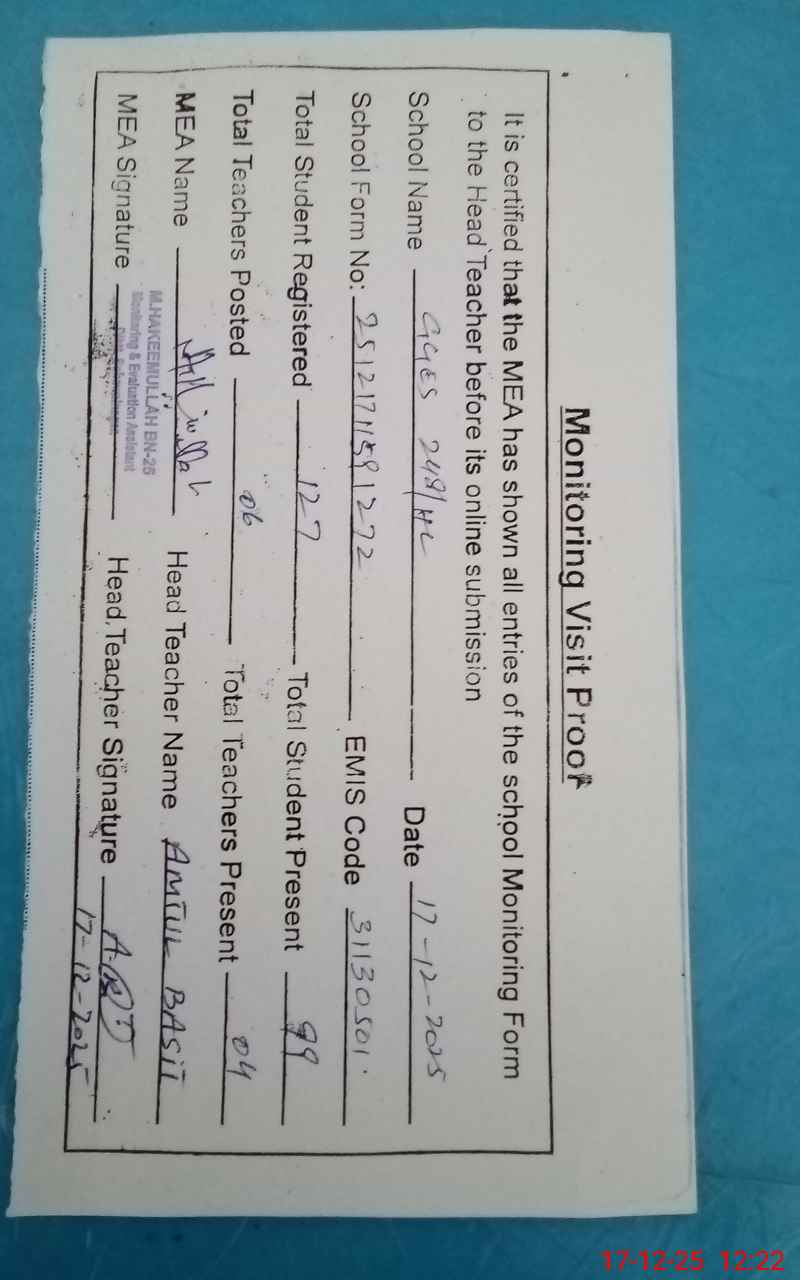 Monitoring Visit Proof
It is certified that the MEA has shown all entries of the school Monitoring Form
to the Head Teacher before its online submission
School Name GGES 249/HL Date 17-12-2025
School Form No: 2512171591272 EMIS Code 31130501
Total Student Registered 127 Total Student Present 99
Total Teachers Posted 06 Total Teachers Present 04
MEA Name Head Teacher Name AMTUL BASIT
M.HAKEEMULLAH BN-25
Monitoring & Evaluation Assistant
MEA Signature Head Teacher Signature
17-12-2025
17-12-25 12:22